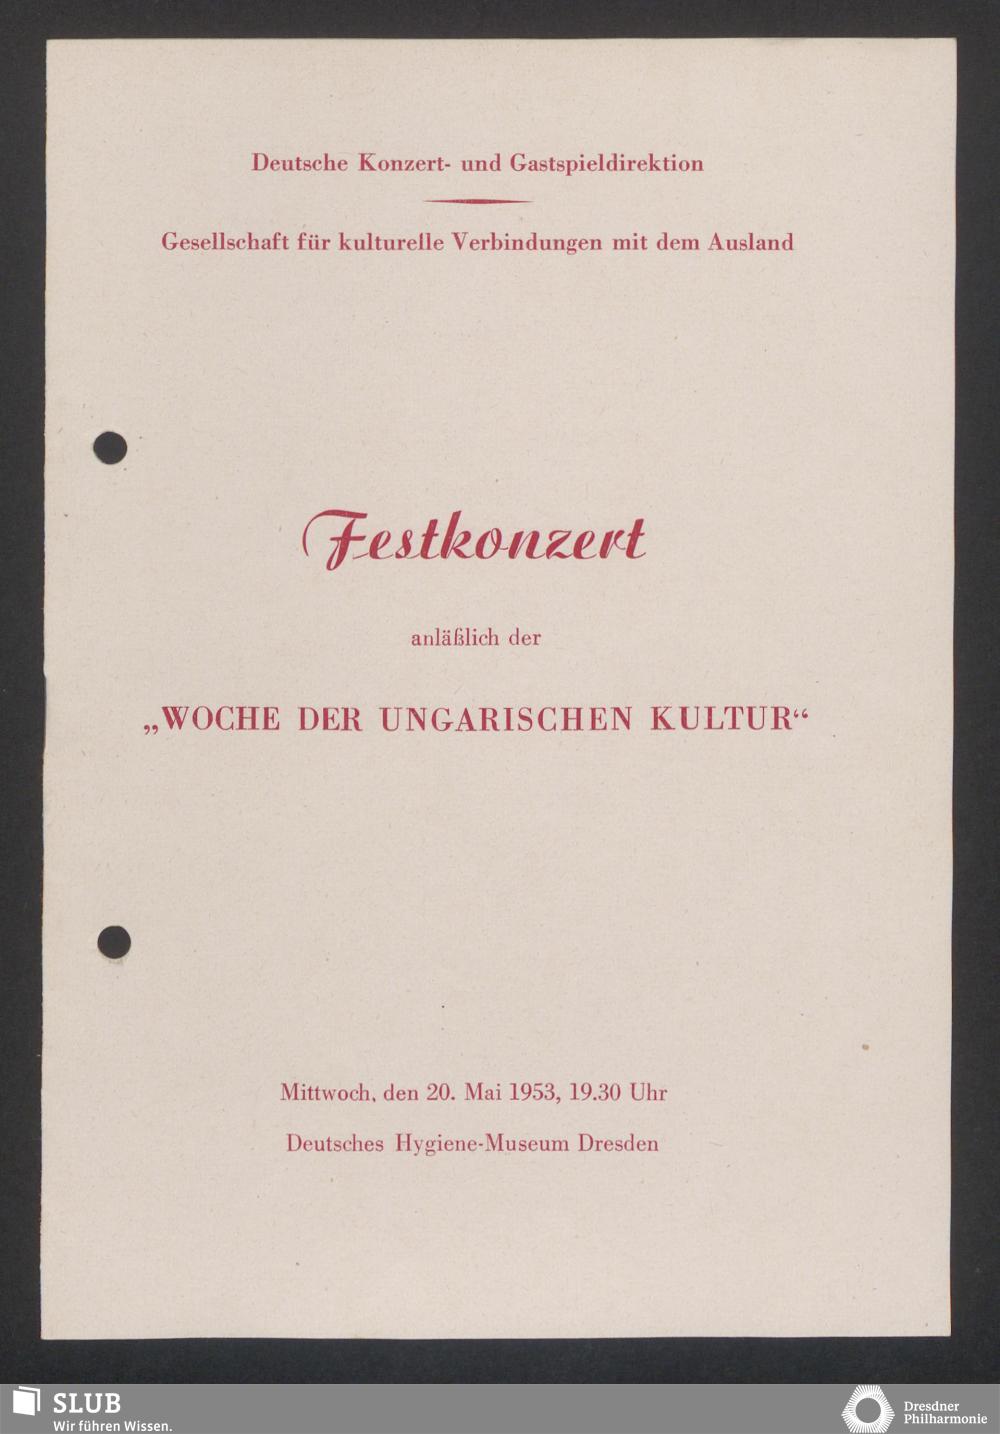 Deutsche Konzert- und Gastspieldirektion
Gesellschaft für kulturelle Verbindungen mit dem Ausland
Festkonzert
anläßlich der
„WOCHE DER UNGARISCHEN KULTUR“
Mittwoch, den 20. Mai 1953, 19.30 Uhr
Deutsches Hygiene-Museum Dresden
SLUB
Wir führen Wissen.
Dresdner
Philharmonie